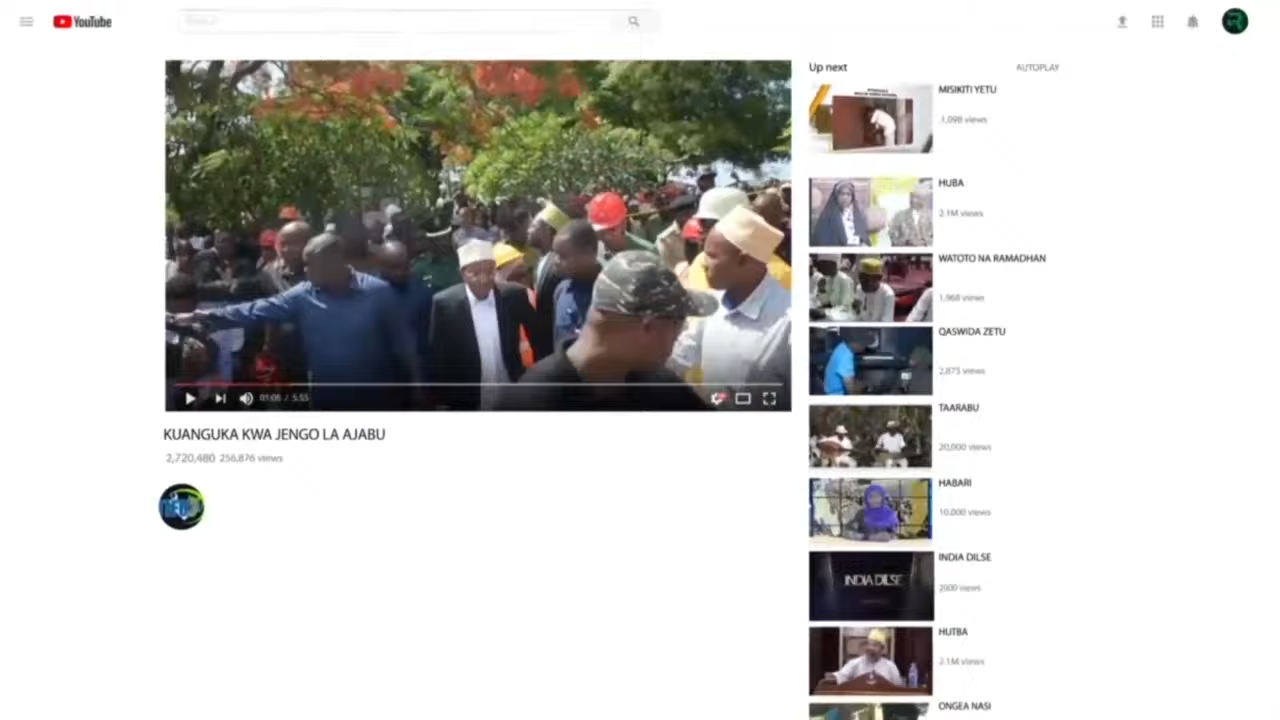 YouTube
KUANGUKA KWA JENGO LA AJABU
2,720,480 256,876 views
01:06 / 5:55
Up next
AUTOPLAY
MISIKITI YETU
1,098 views
HUBA
2.1M views
WATOTO NA RAMADHAN
1,968 views
QASWIDA ZETU
2,873 views
TAARABU
20,000 views
HABARI
10,000 views
INDIA DILSE
INDIA DILSE
2000 views
HUTBA
2.1M views
ONGEA NASI